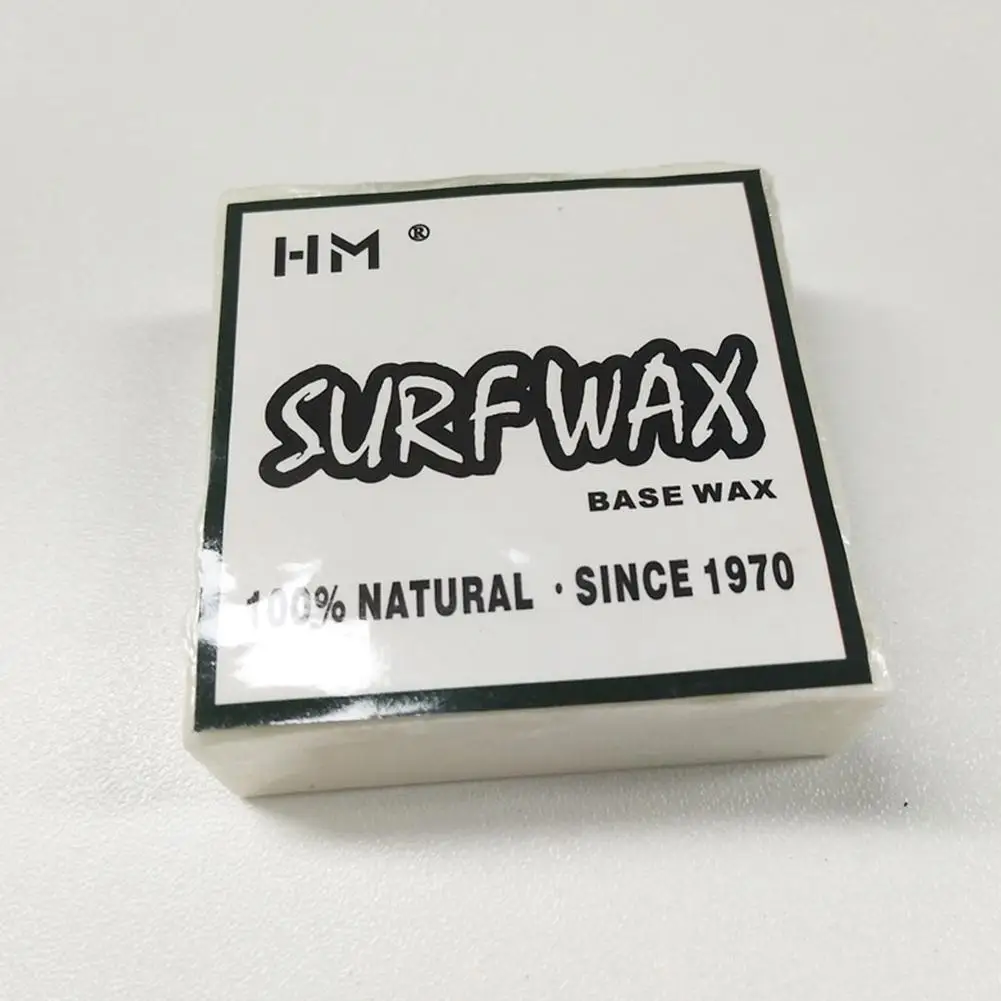 HM ®
SURF WAX
BASE WAX
100% NATURAL · SINCE 1970